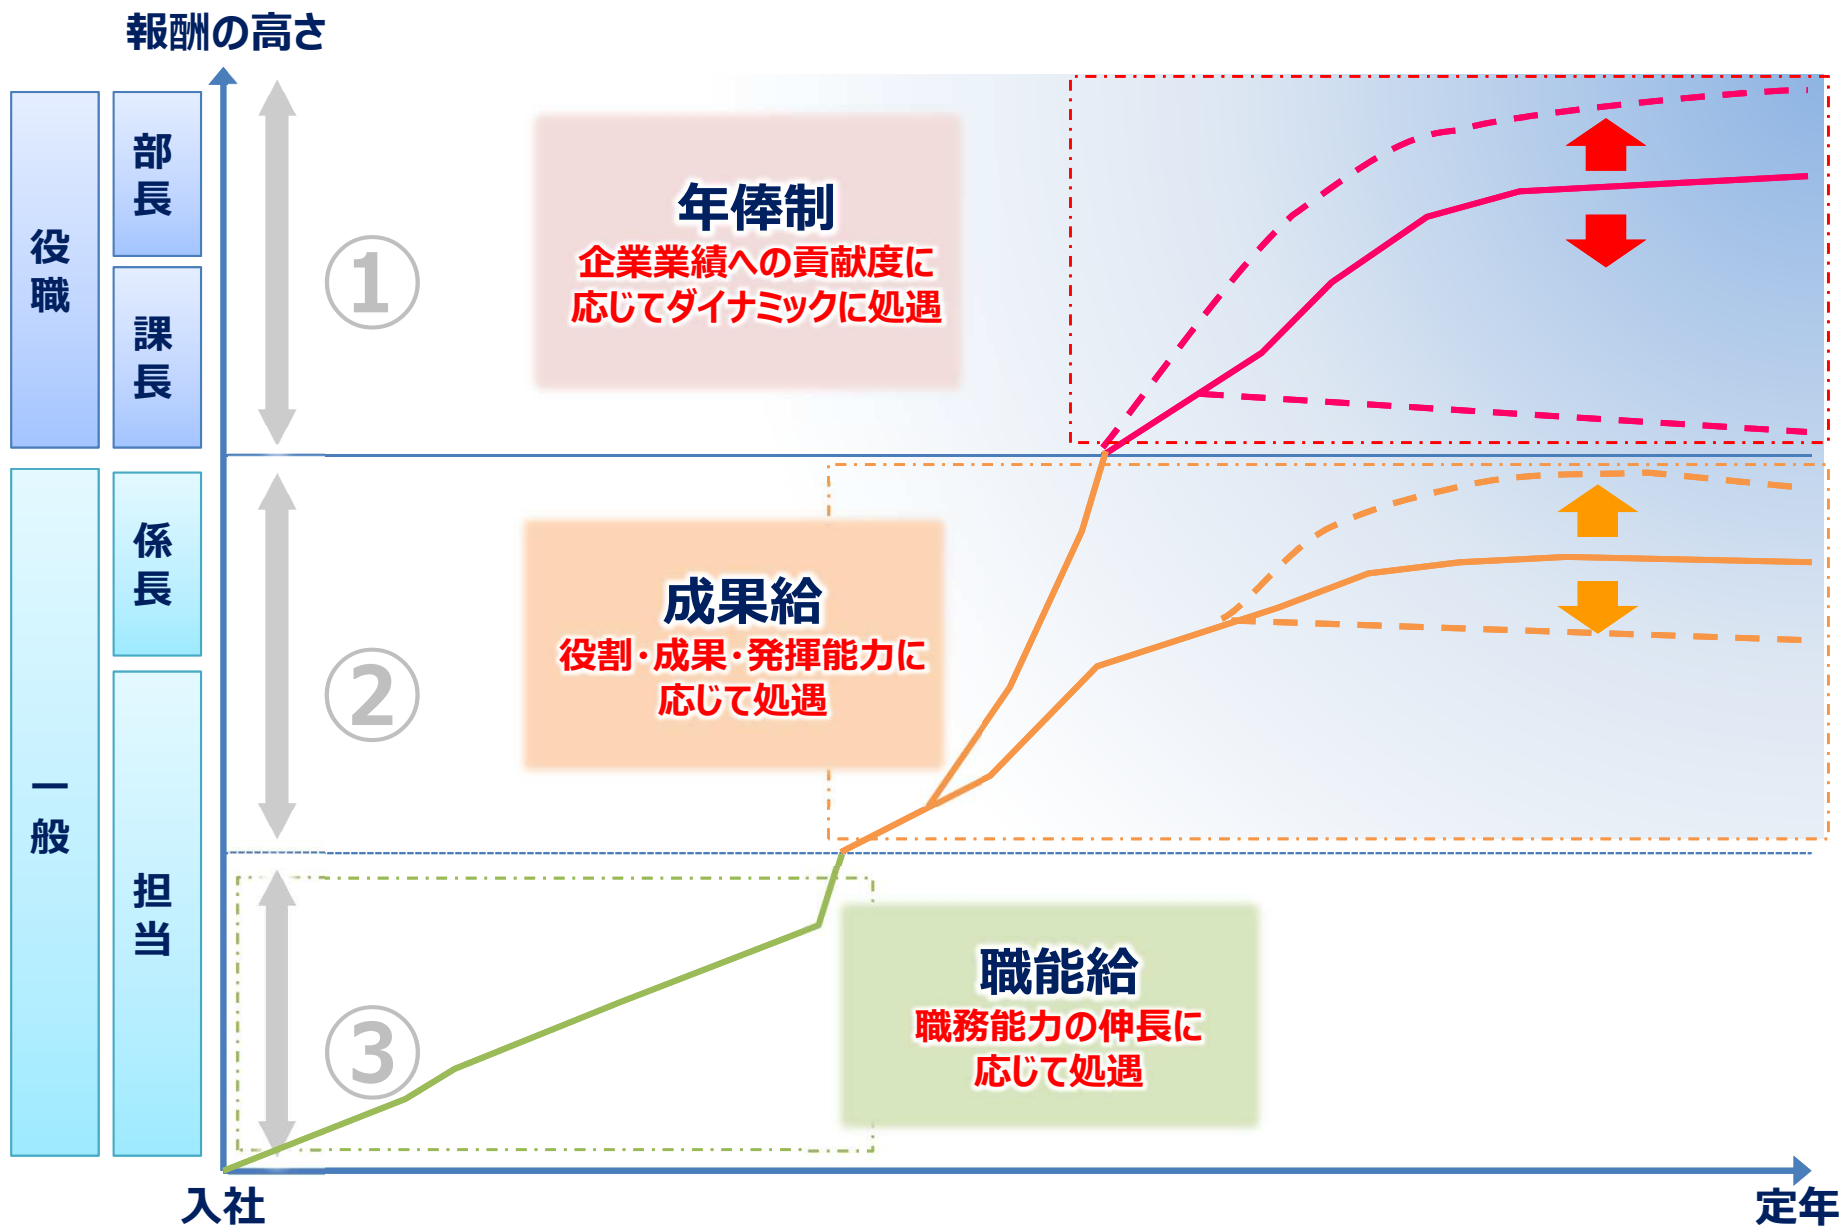 報酬の高さ
役職
部長
課長
①
年俸制
企業業績への貢献度に
応じてダイナミックに処遇
一般
係長
担当
②
成果給
役割・成果・発揮能力に
応じて処遇
③
職能給
職務能力の伸長に
応じて処遇
入社
定年